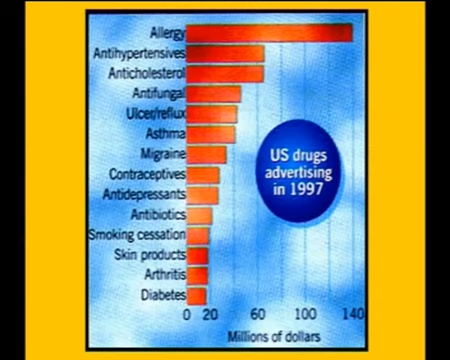 Allergy
Antihypertensives
Anticholesterol
Antifungal
Ulcer/reflux
Asthma
Migraine
Contraceptives
Antidepressants
Antibiotics
Smoking cessation
Skin products
Arthritis
Diabetes
US drugs
advertising
in 1997
0 20 60 100 140
Millions of dollars